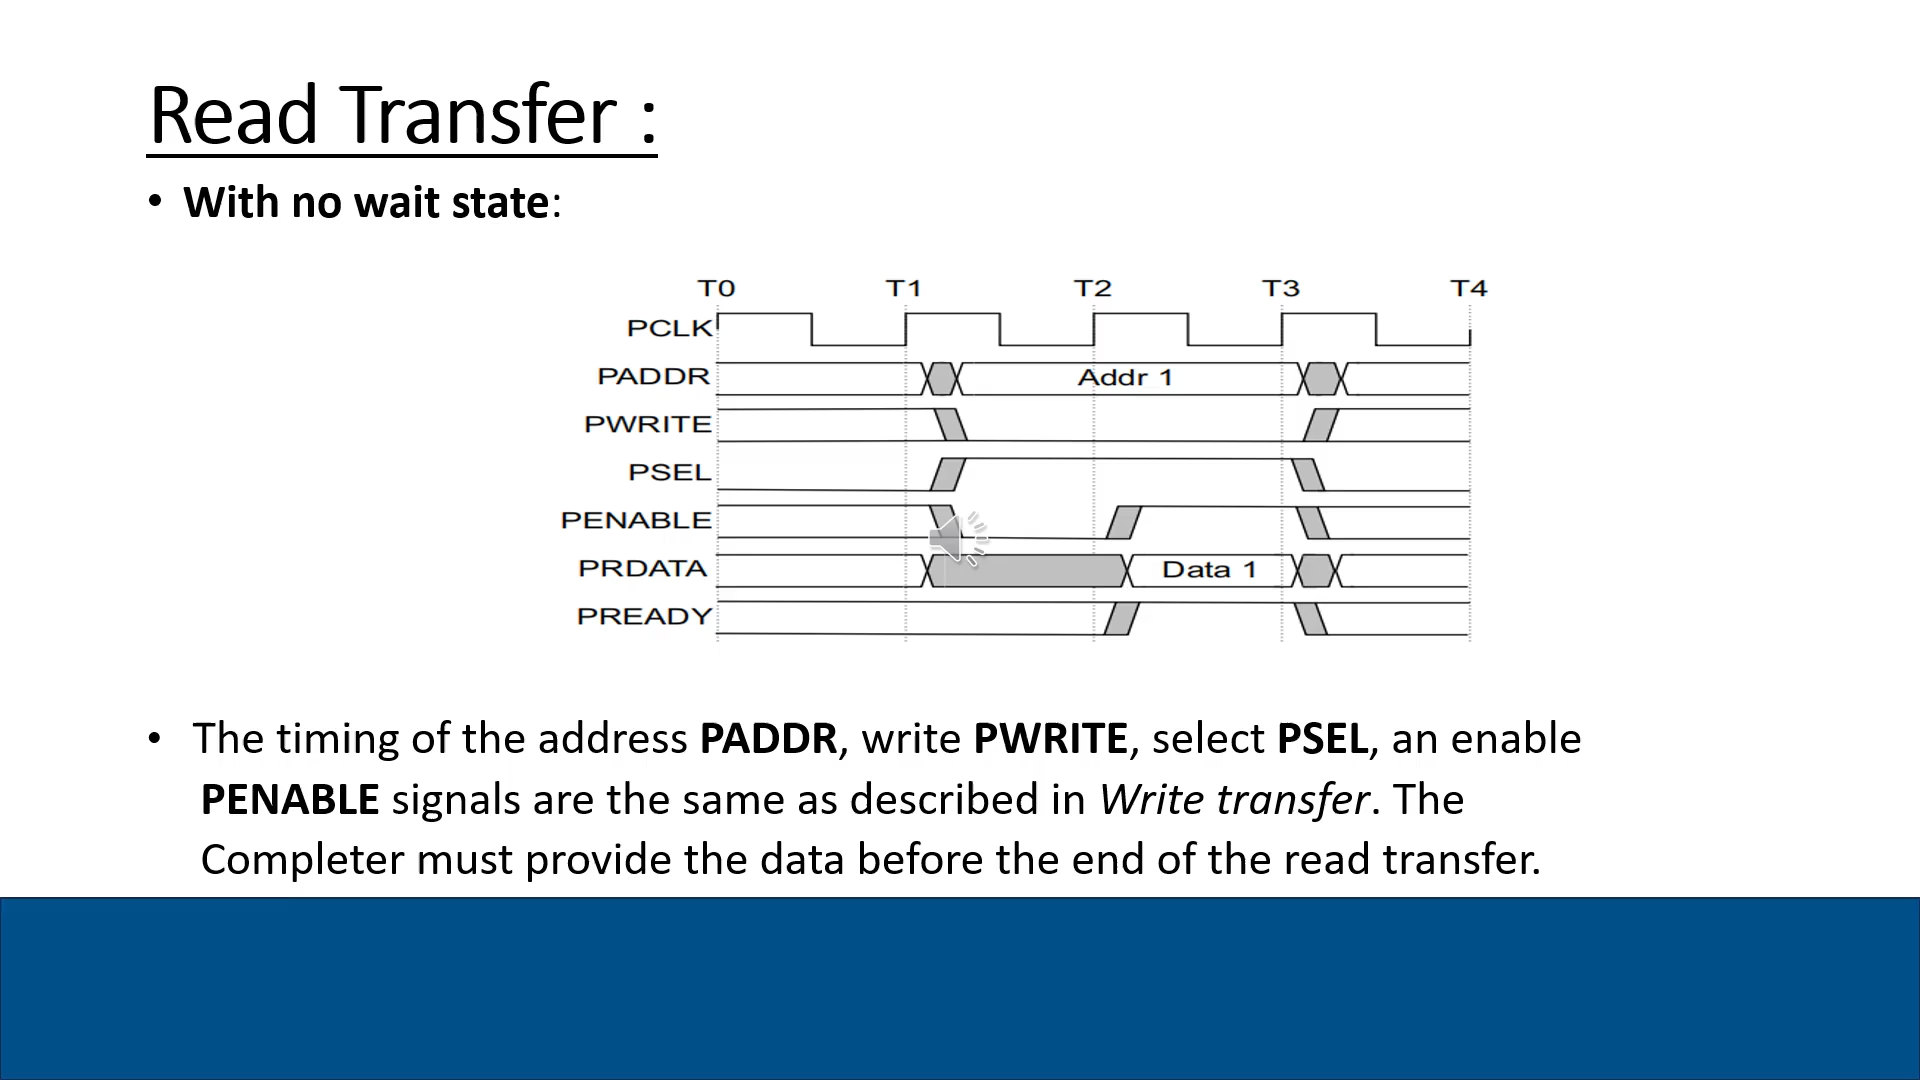 Read Transfer :
• With no wait state:
T0 T1 T2 T3 T4
PCLK
PADDR Addr 1
PWRITE
PSEL
PENABLE
PRDATA Data 1
PREADY
• The timing of the address PADDR, write PWRITE, select PSEL, an enable
PENABLE signals are the same as described in Write transfer. The
Completer must provide the data before the end of the read transfer.